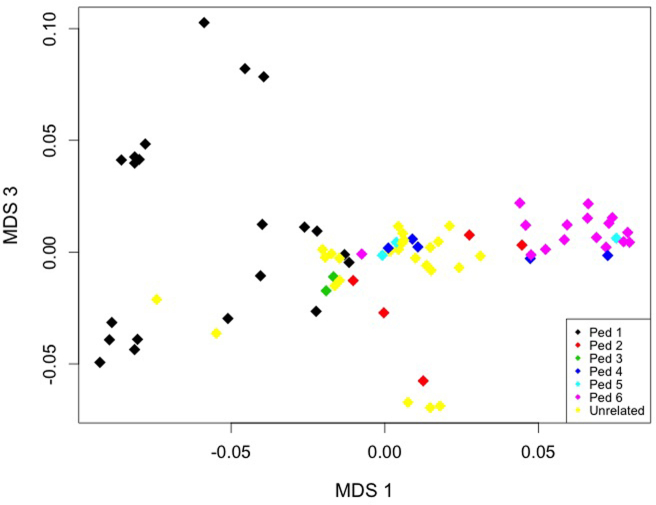 0.10
0.05
0.00
-0.05
MDS 3
Ped 1
Ped 2
Ped 3
Ped 4
Ped 5
Ped 6
Unrelated
-0.05 0.00 0.05
MDS 1